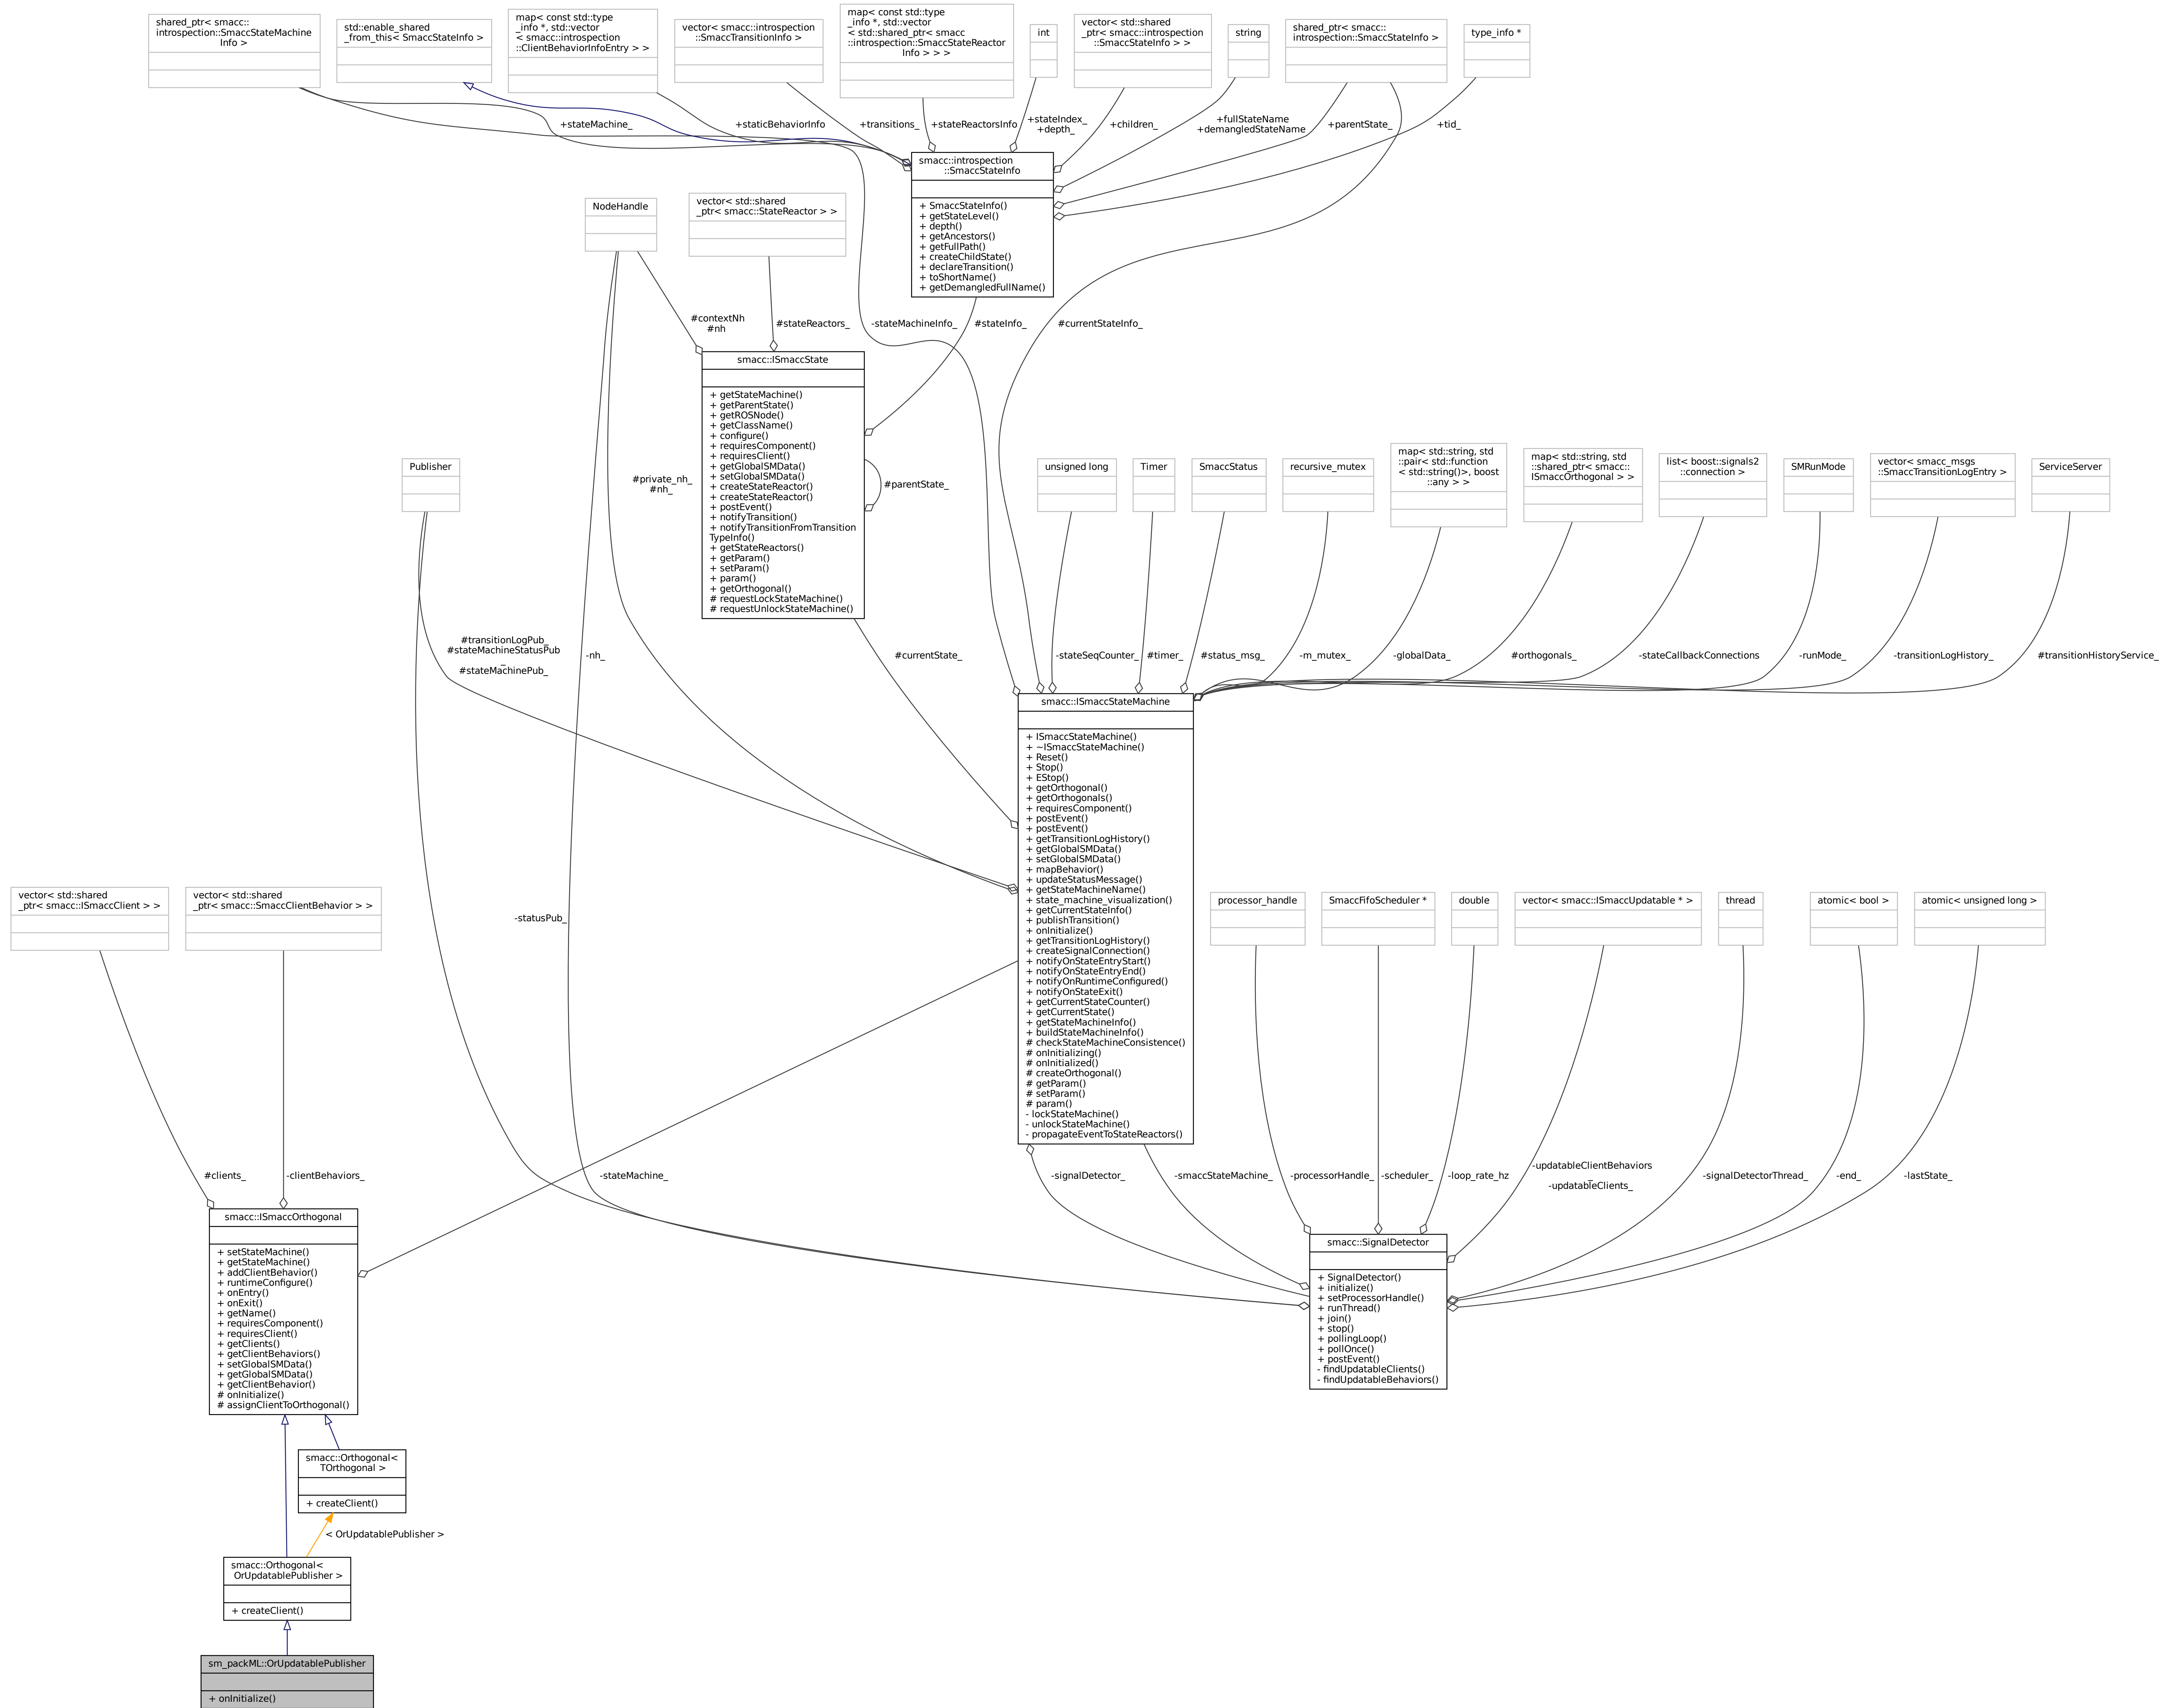 shared_ptr< smacc::
introspection::SmaccStateMachine
Info >
std::enable_shared
_from_this< SmaccStateInfo >
map< const std::type
_info *, std::vector
< smacc::introspection
::ClientBehaviorInfoEntry > >
vector< smacc::introspection
::SmaccTransitionInfo >
map< const std::type
_info *, std::vector
< std::shared_ptr< smacc
::introspection::SmaccStateReactor
Info > > >
int
vector< std::shared
_ptr< smacc::introspection
::SmaccStateInfo > >
string
shared_ptr< smacc::
introspection::SmaccStateInfo >
type_info *
+stateMachine_
+staticBehaviorInfo
+transitions_
+stateReactorsInfo
+stateIndex_
+depth_
+children_
+fullStateName
+demangledStateName
+parentState_
+tid_
smacc::introspection
::SmaccStateInfo
+ SmaccStateInfo()
+ getStateLevel()
+ depth()
+ getAncestors()
+ getFullPath()
+ createChildState()
+ declareTransition()
+ toShortName()
+ getDemangledFullName()
NodeHandle
vector< std::shared
_ptr< smacc::StateReactor > >
#contextNh
#nh
#stateReactors_
-stateMachineInfo_
#stateInfo_
#currentStateInfo_
smacc::ISmaccState
+ getStateMachine()
+ getParentState()
+ getROSNode()
+ getClassName()
+ configure()
+ requiresComponent()
+ requiresClient()
+ getGlobalSMData()
+ setGlobalSMData()
+ createStateReactor()
+ createStateReactor()
+ postEvent()
+ notifyTransition()
+ notifyTransitionFromTransition
TypeInfo()
+ getStateReactors()
+ getParam()
+ setParam()
+ param()
+ getOrthogonal()
# requestLockStateMachine()
# requestUnlockStateMachine()
#parentState_
#private_nh_
#nh_
Publisher
unsigned long
Timer
SmaccStatus
recursive_mutex
map< std::string, std
::pair< std::function
< std::string()>, boost
::any > >
map< std::string, std
::shared_ptr< smacc::
ISmaccOrthogonal > >
list< boost::signals2
::connection >
SMRunMode
vector< smacc_msgs
::SmaccTransitionLogEntry >
ServiceServer
#transitionLogPub_
#stateMachineStatusPub
_
#stateMachinePub_
-nh_
#currentState_
-stateSeqCounter_
#timer_
#status_msg_
-m_mutex_
-globalData_
#orthogonals_
-stateCallbackConnections
-runMode_
-transitionLogHistory_
#transitionHistoryService_
smacc::ISmaccStateMachine
+ ISmaccStateMachine()
+ ~ISmaccStateMachine()
+ Reset()
+ Stop()
+ EStop()
+ getOrthogonal()
+ getOrthogonals()
+ requiresComponent()
+ postEvent()
+ postEvent()
+ getTransitionLogHistory()
+ getGlobalSMData()
+ setGlobalSMData()
+ mapBehavior()
+ updateStatusMessage()
+ getStateMachineName()
+ state_machine_visualization()
+ getCurrentStateInfo()
+ publishTransition()
+ onInitialize()
+ getTransitionLogHistory()
+ createSignalConnection()
+ notifyOnStateEntryStart()
+ notifyOnStateEntryEnd()
+ notifyOnRuntimeConfigured()
+ notifyOnStateExit()
+ getCurrentStateCounter()
+ getCurrentState()
+ getStateMachineInfo()
+ buildStateMachineInfo()
# checkStateMachineConsistence()
# onInitializing()
# onInitialized()
# createOrthogonal()
# getParam()
# setParam()
# param()
- lockStateMachine()
- unlockStateMachine()
- propagateEventToStateReactors()
vector< std::shared
_ptr< smacc::ISmaccClient > >
vector< std::shared
_ptr< smacc::SmaccClientBehavior > >
-statusPub_
processor_handle
SmaccFifoScheduler *
double
vector< smacc::ISmaccUpdatable * >
thread
atomic< bool >
atomic< unsigned long >
#clients_
-clientBehaviors_
-stateMachine_
-signalDetector_
-smaccStateMachine_
-processorHandle_
-scheduler_
-loop_rate_hz
-updatableClientBehaviors
_
-updatableClients_
-signalDetectorThread_
-end_
-lastState_
smacc::ISmaccOrthogonal
+ setStateMachine()
+ getStateMachine()
+ addClientBehavior()
+ runtimeConfigure()
+ onEntry()
+ onExit()
+ getName()
+ requiresComponent()
+ requiresClient()
+ getClients()
+ getClientBehaviors()
+ setGlobalSMData()
+ getGlobalSMData()
+ getClientBehavior()
# onInitialize()
# assignClientToOrthogonal()
smacc::SignalDetector
+ SignalDetector()
+ initialize()
+ setProcessorHandle()
+ runThread()
+ join()
+ stop()
+ pollingLoop()
+ pollOnce()
+ postEvent()
- findUpdatableClients()
- findUpdatableBehaviors()
smacc::Orthogonal<
TOrthogonal >
+ createClient()
< OrUpdatablePublisher >
smacc::Orthogonal<
OrUpdatablePublisher >
+ createClient()
sm_packML::OrUpdatablePublisher
+ onInitialize()